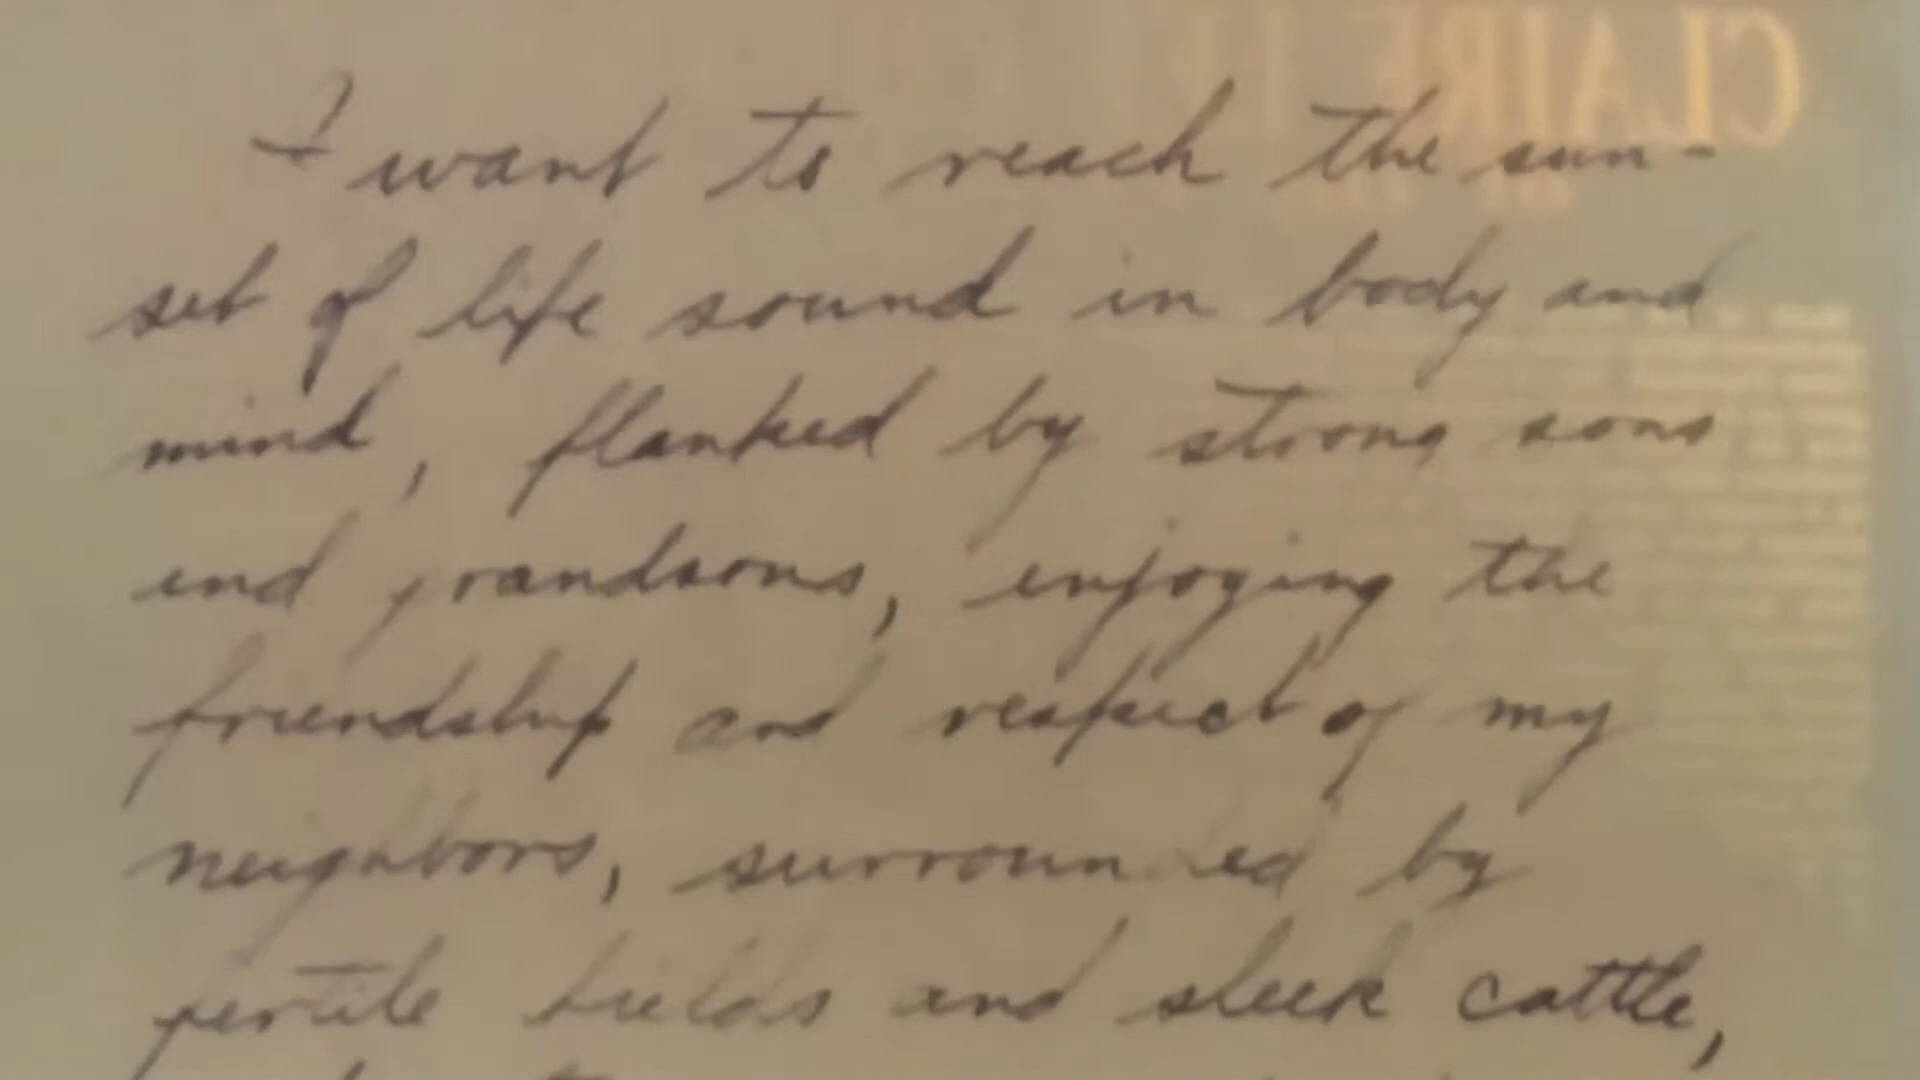 I want to reach the sun-
set of life sound in body and
mind, flanked by strong sons
and grandsons, enjoying the
friendship and respect of my
neighbors, surrounded by
fertile fields and sleek cattle,
CLAIRE